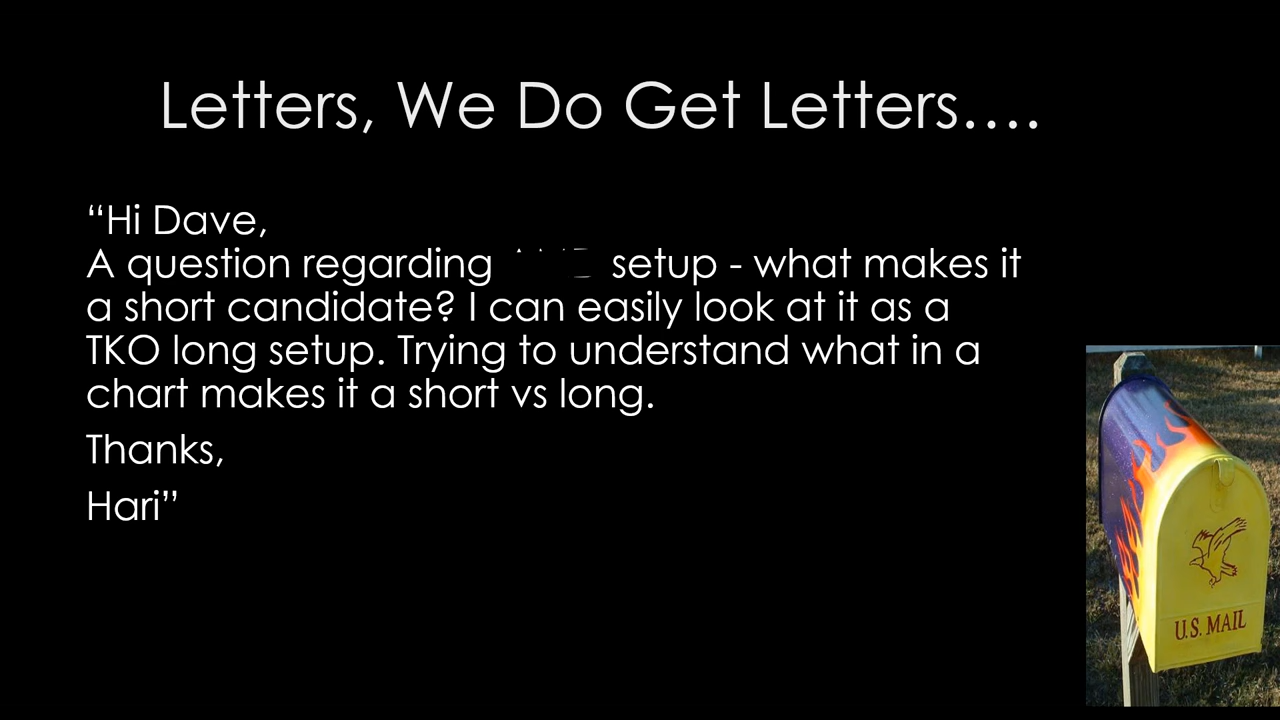 Letters, We Do Get Letters….
“Hi Dave,
A question regarding setup - what makes it
a short candidate? I can easily look at it as a
TKO long setup. Trying to understand what in a
chart makes it a short vs long.
Thanks,
Hari”
U.S. MAIL